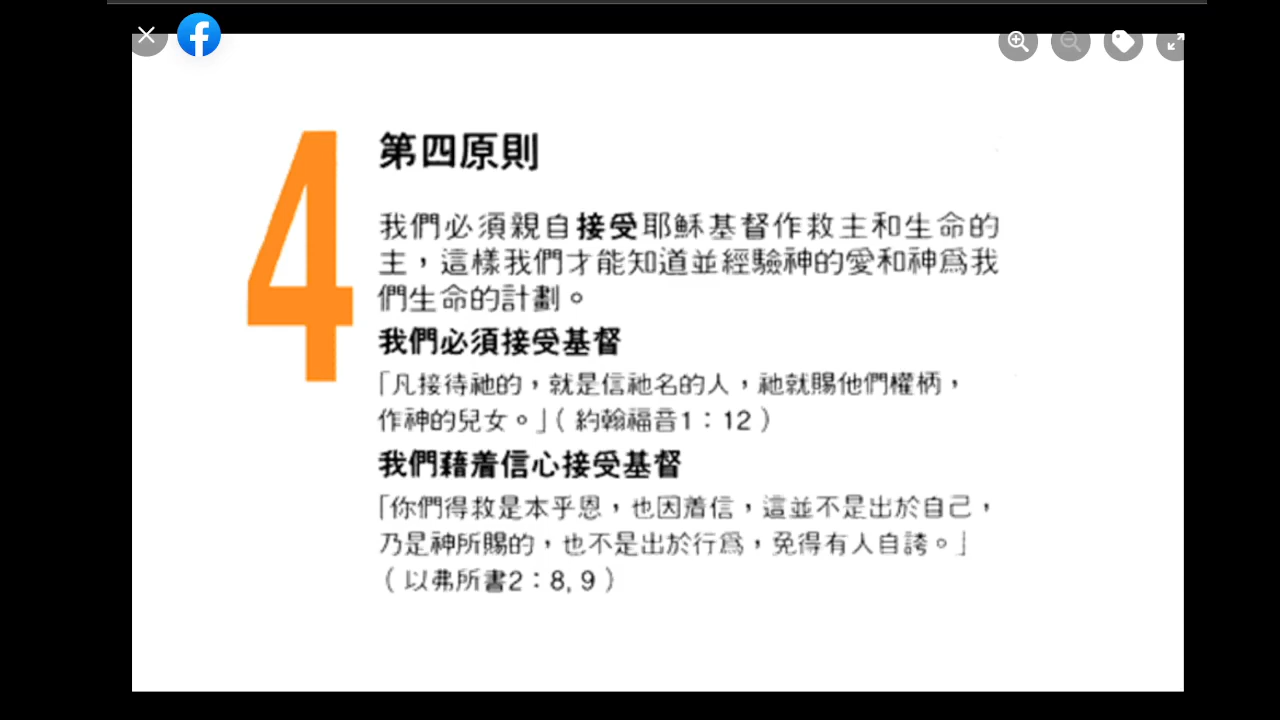 4
第四原則
我們必須親自接受耶穌基督作救主和生命的
主，這樣我們才能知道並經驗神的愛和神爲我
們生命的計劃。
我們必須接受基督
「凡接待祂的，就是信祂名的人，祂就賜他們權柄，
作神的兒女。」（約翰福音1：12）
我們藉着信心接受基督
「你們得救是本乎恩，也因着信，這並不是出於自己，
乃是神所賜的，也不是出於行爲，免得有人自誇。」
（以弗所書2：8, 9）